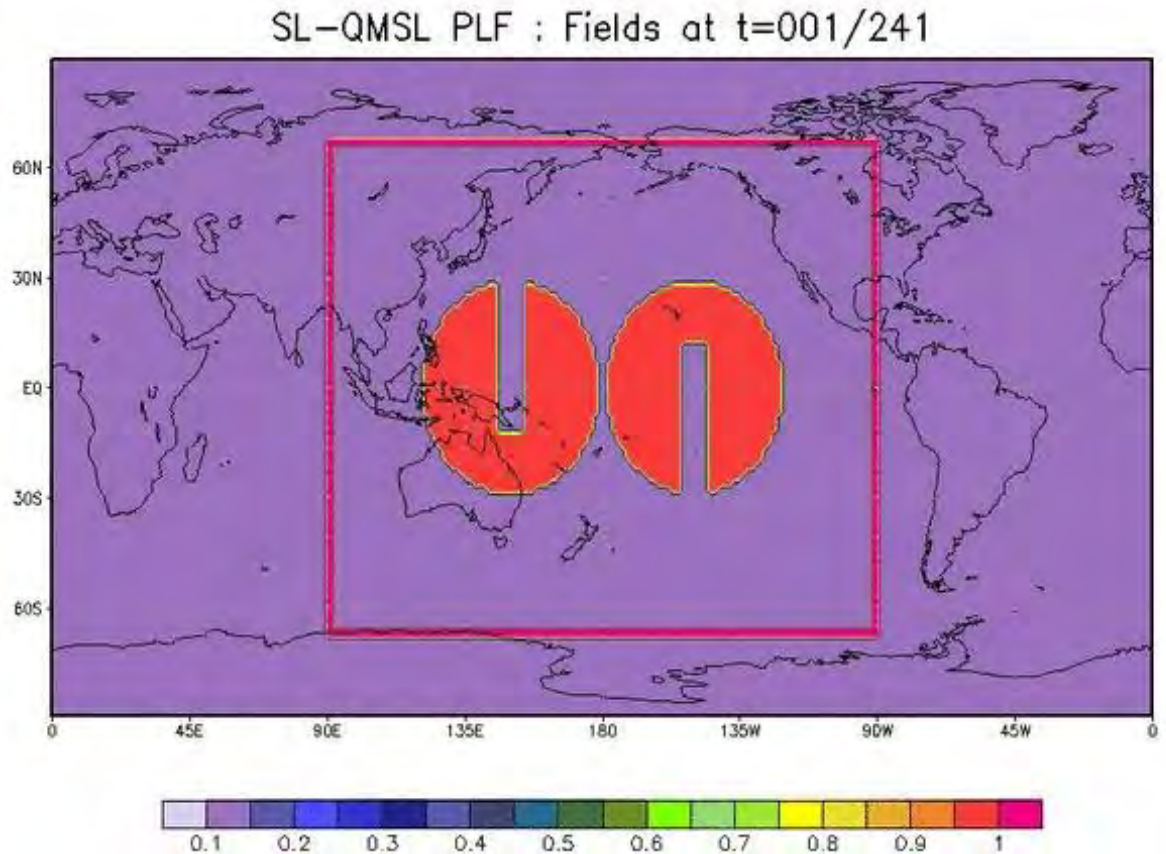 SL-QMSL PLF : Fields at t=001/241
60N
30N
EQ
30S
60S
0 45E 90E 135E 180 135W 90W 45W 0
0.1 0.2 0.3 0.4 0.5 0.6 0.7 0.8 0.9 1